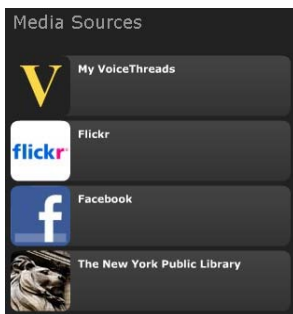 Media Sources
V
My VoiceThreads
flickr
Flickr
f
Facebook
The New York Public Library